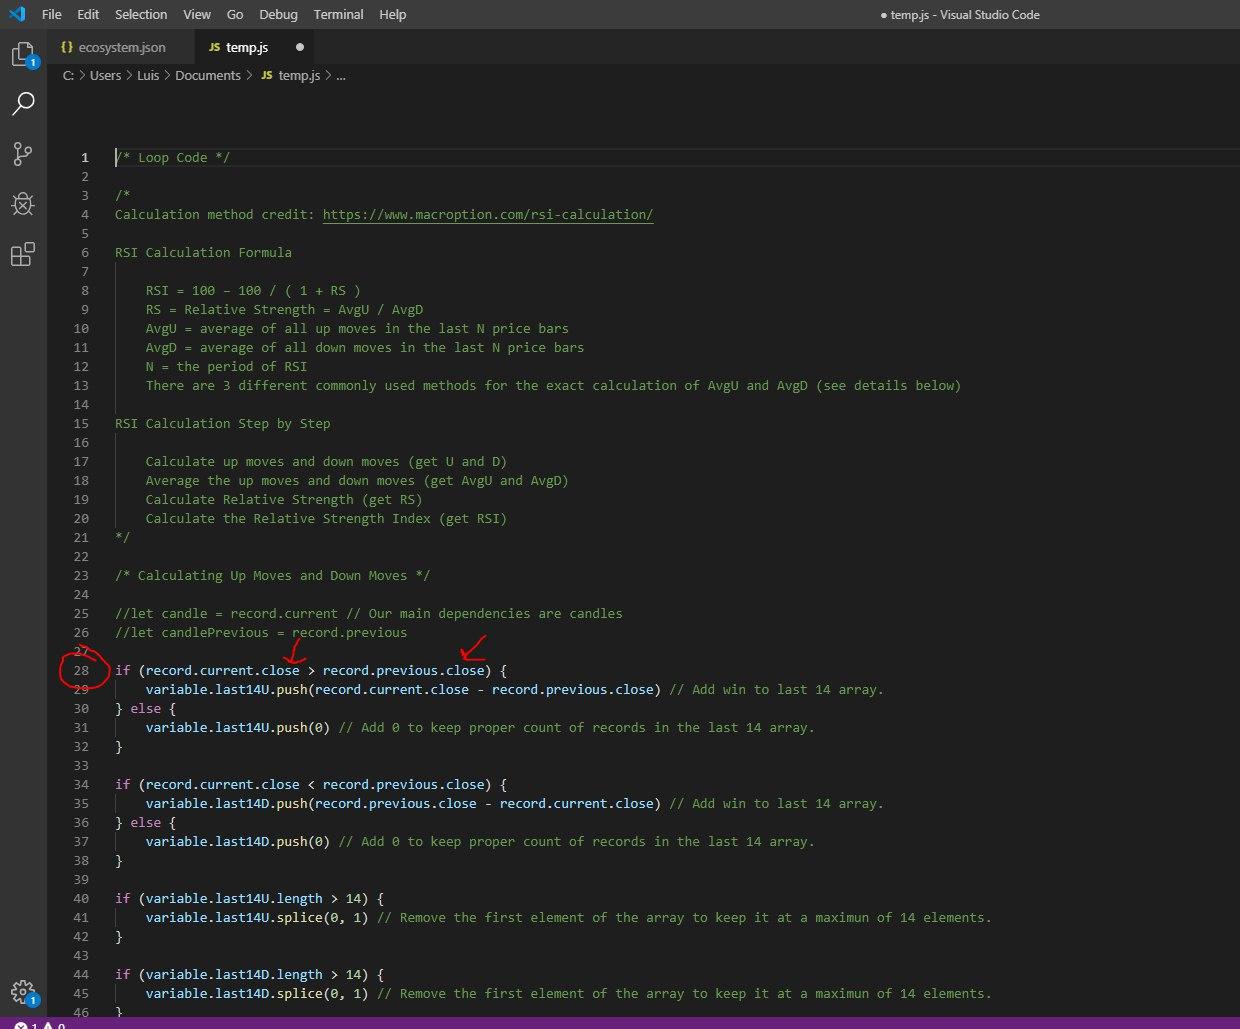 File Edit Selection View Go Debug Terminal Help ● temp.js - Visual Studio Code
{} ecosystem.json JS temp.js ●
C: > Users > Luis > Documents > JS temp.js > ...
1 /* Loop Code */
2
3 /*
4 Calculation method credit: https://www.macroption.com/rsi-calculation/
5
6 RSI Calculation Formula
7
8 RSI = 100 – 100 / ( 1 + RS )
9 RS = Relative Strength = AvgU / AvgD
10 AvgU = average of all up moves in the last N price bars
11 AvgD = average of all down moves in the last N price bars
12 N = the period of RSI
13 There are 3 different commonly used methods for the exact calculation of AvgU and AvgD (see details below)
14
15 RSI Calculation Step by Step
16
17 Calculate up moves and down moves (get U and D)
18 Average the up moves and down moves (get AvgU and AvgD)
19 Calculate Relative Strength (get RS)
20 Calculate the Relative Strength Index (get RSI)
21 */
22
23 /* Calculating Up Moves and Down Moves */
24
25 //let candle = record.current // Our main dependencies are candles
26 //let candlePrevious = record.previous
27
28 if (record.current.close > record.previous.close) {
29 variable.last14U.push(record.current.close - record.previous.close) // Add win to last 14 array.
30 } else {
31 variable.last14U.push(0) // Add 0 to keep proper count of records in the last 14 array.
32 }
33
34 if (record.current.close < record.previous.close) {
35 variable.last14D.push(record.previous.close - record.current.close) // Add win to last 14 array.
36 } else {
37 variable.last14D.push(0) // Add 0 to keep proper count of records in the last 14 array.
38 }
39
40 if (variable.last14U.length > 14) {
41 variable.last14U.splice(0, 1) // Remove the first element of the array to keep it at a maximun of 14 elements.
42 }
43
44 if (variable.last14D.length > 14) {
45 variable.last14D.splice(0, 1) // Remove the first element of the array to keep it at a maximun of 14 elements.
46 }
1
1
1 0